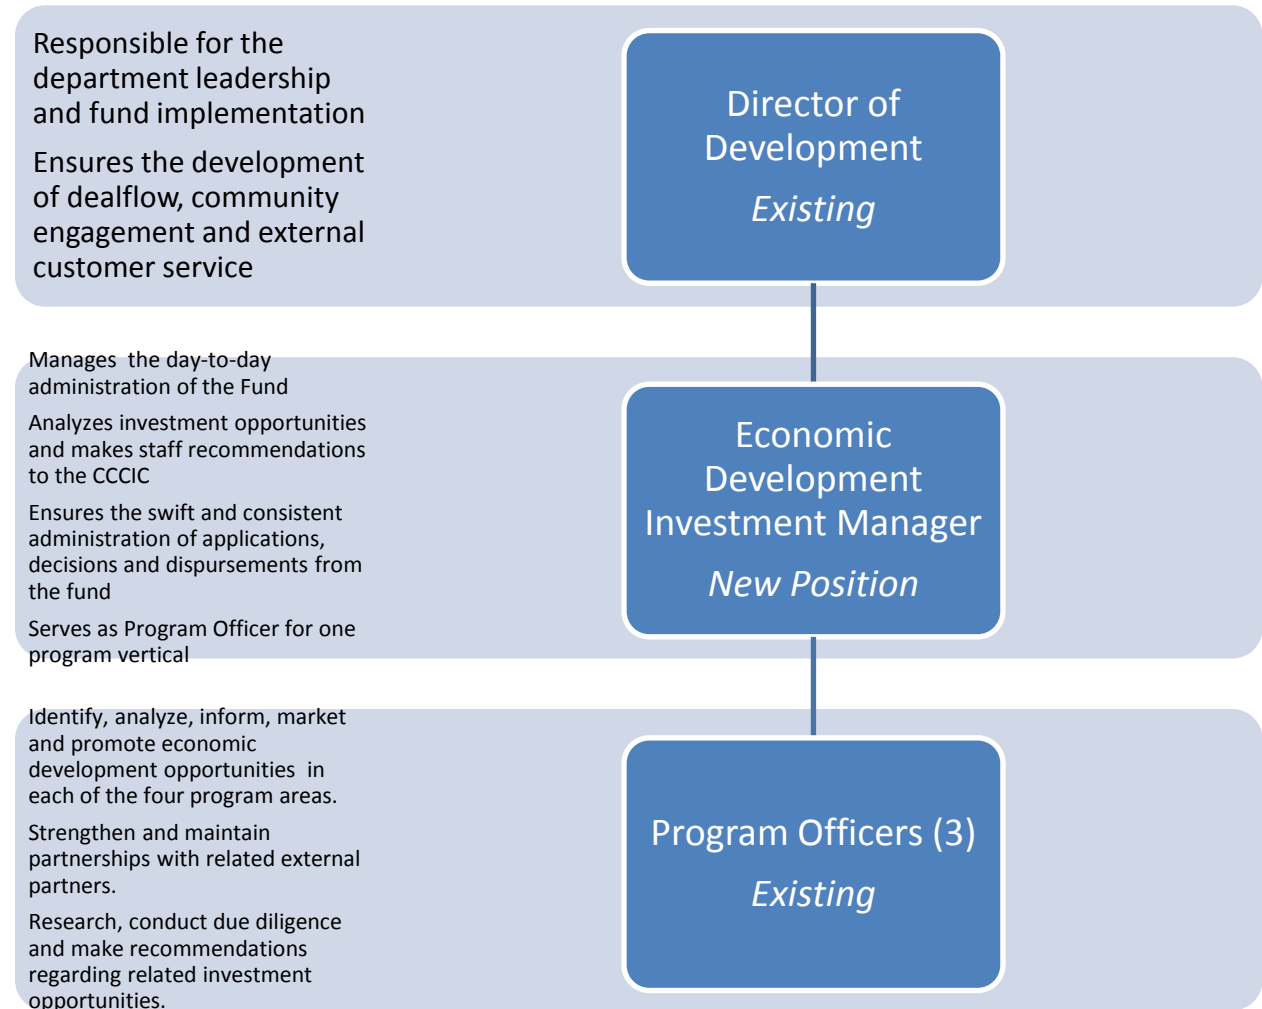 Responsible for the
department leadership
and fund implementation
Ensures the development
of dealflow, community
engagement and external
customer service
Director of
Development
Existing
Manages the day-to-day
administration of the Fund
Analyzes investment opportunities
and makes staff recommendations
to the CCCIC
Ensures the swift and consistent
administration of applications,
decisions and dispursements from
the fund
Serves as Program Officer for one
program vertical
Economic
Development
Investment Manager
New Position
Identify, analyze, inform, market
and promote economic
development opportunities in
each of the four program areas.
Strengthen and maintain
partnerships with related external
partners.
Research, conduct due diligence
and make recommendations
regarding related investment
opportunities.
Program Officers (3)
Existing